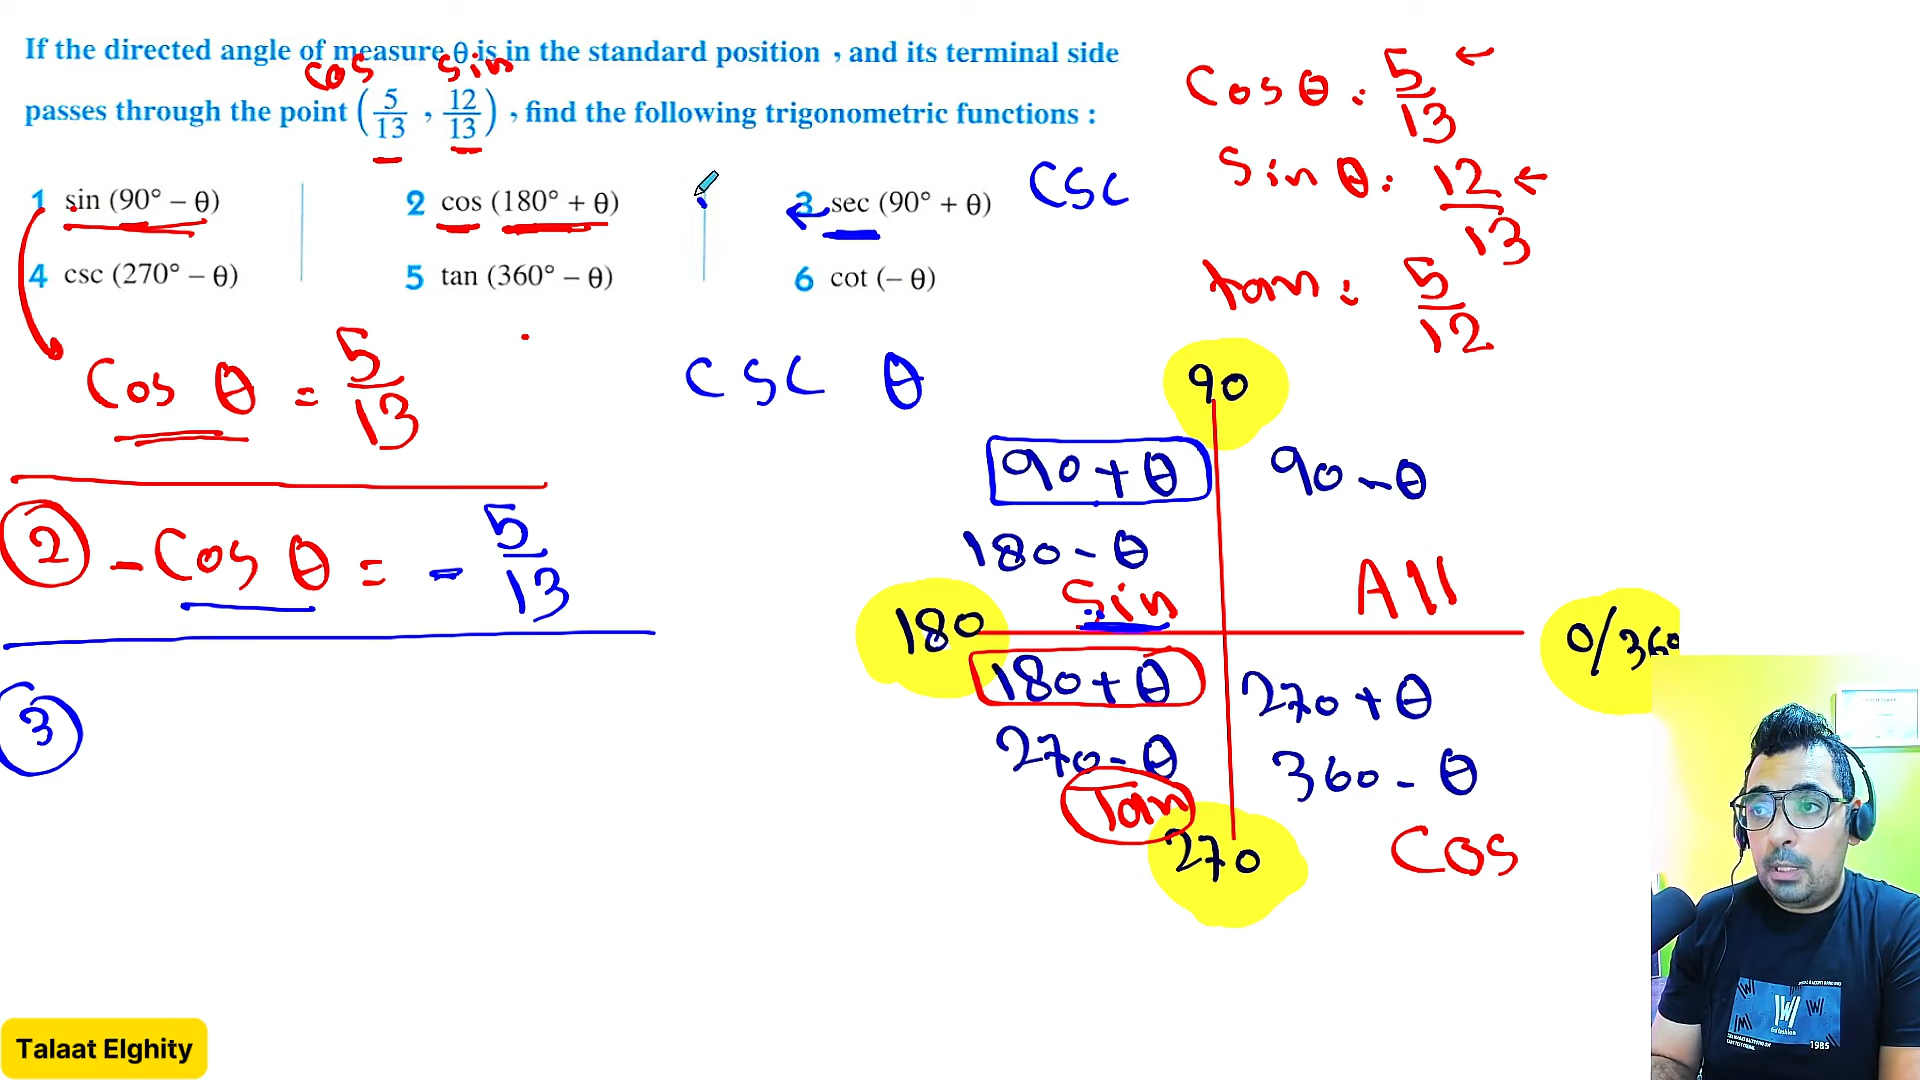 If the directed angle of measure θ is in the standard position , and its terminal side
cos sin
passes through the point ( 5/13 , 12/13 ) , find the following trigonometric functions :
1 sin (90° – θ)
2 cos (180° + θ)
3 sec (90° + θ)
CSC
4 csc (270° – θ)
5 tan (360° – θ)
6 cot (– θ)
Cos θ : 5/13
Sin θ : 12/13
tan : 5/12
Cos θ = 5/13
CSC θ
2 - Cos θ = - 5/13
3
90
90 + θ
90 - θ
180 - θ
Sin
All
180
0/360
180 + θ
270 + θ
270 - θ
360 - θ
Tan
270
Cos
Talaat Elghity
1985